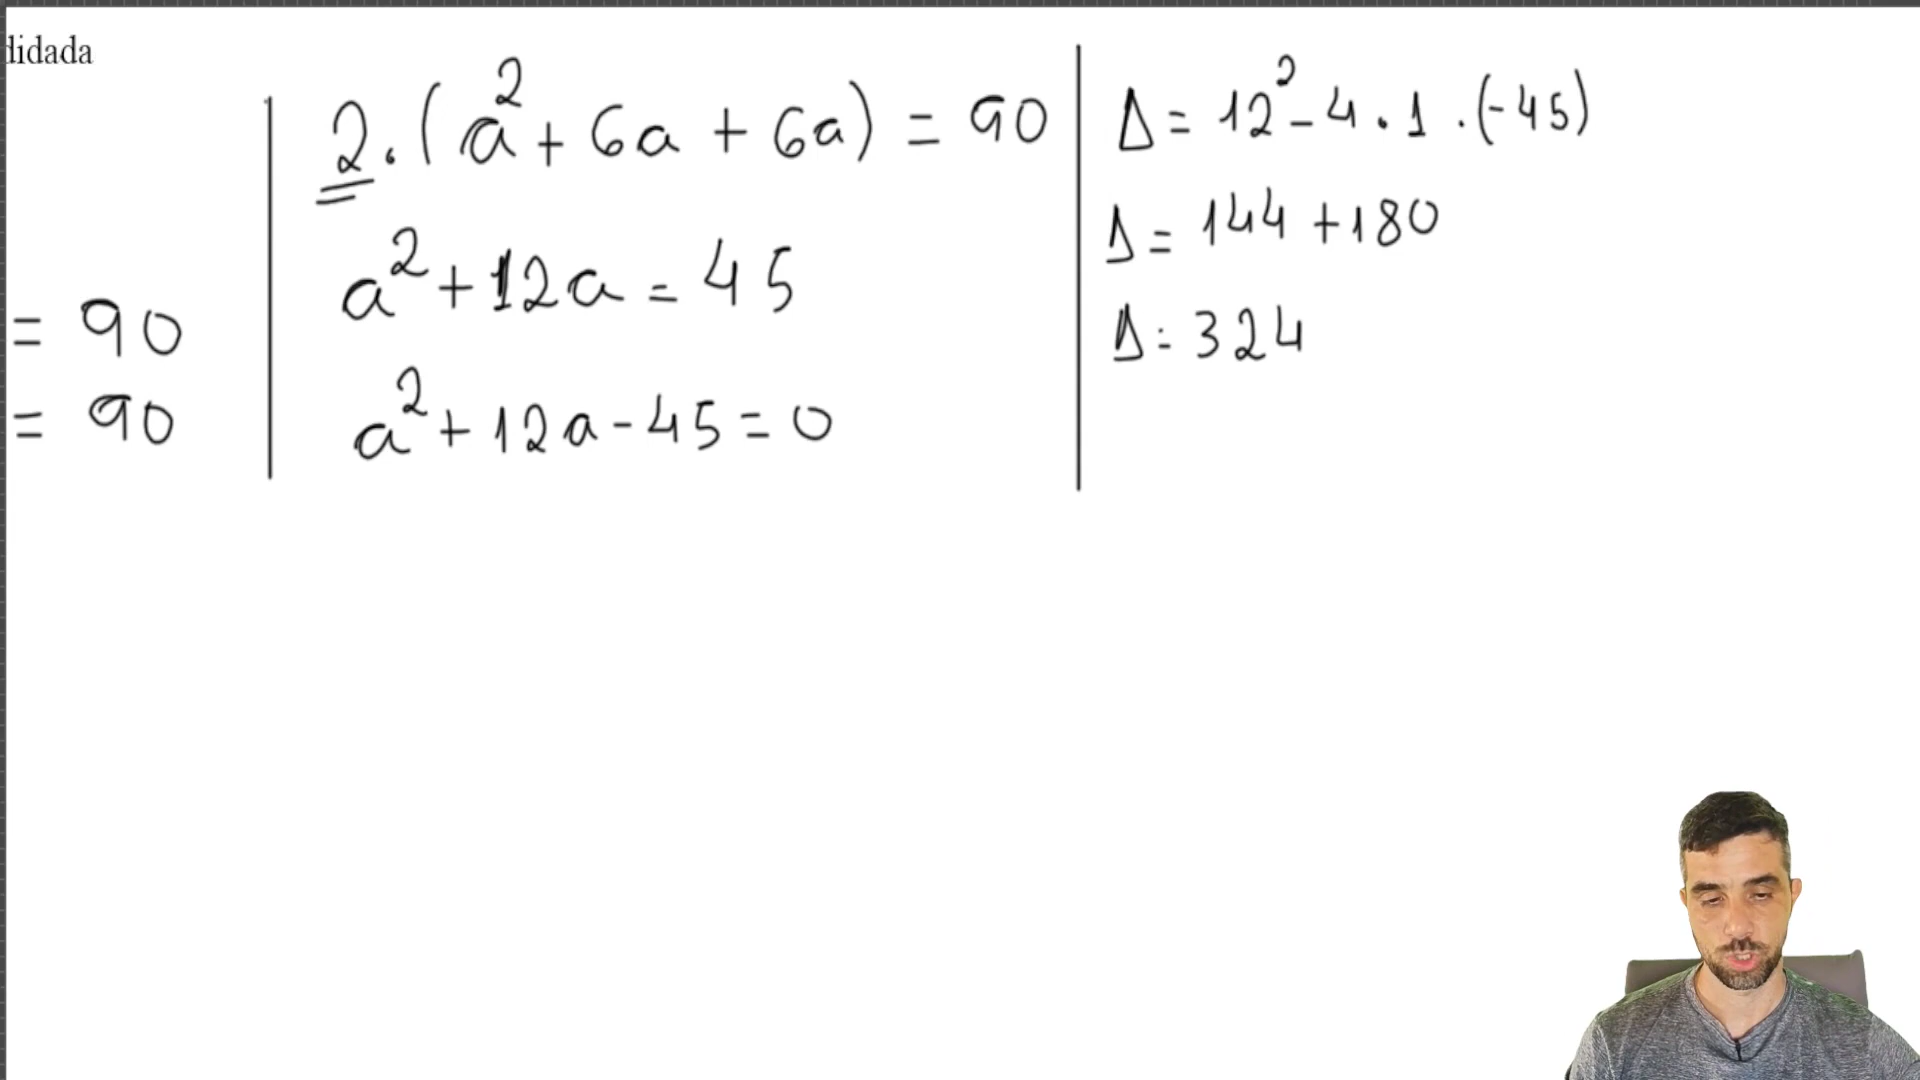 didada
= 90
= 90
2.(a²+6a+6a) = 90
a²+12a=45
a²+12a-45=0
Δ=12²-4.1.(-45)
Δ=144+180
Δ=324